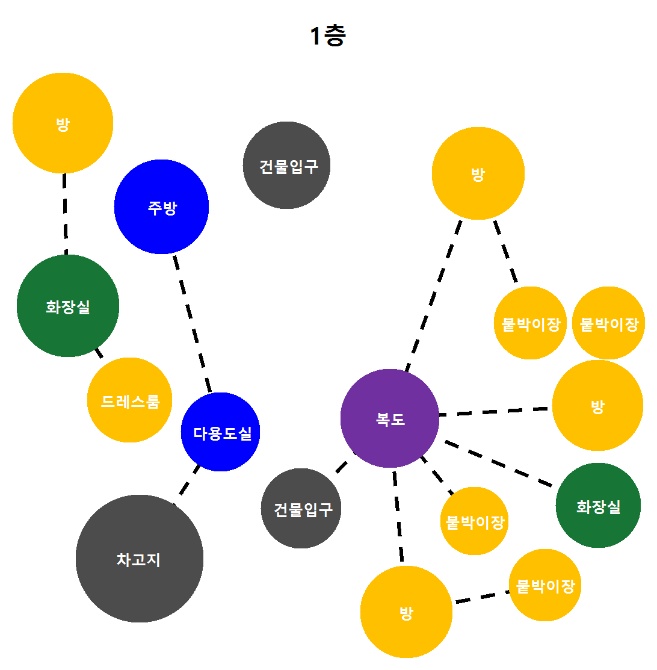 1층
방
건물입구
방
주방
화장실
붙박이장
붙박이장
드레스룸
방
복도
다용도실
건물입구
붙박이장
화장실
차고지
방
붙박이장